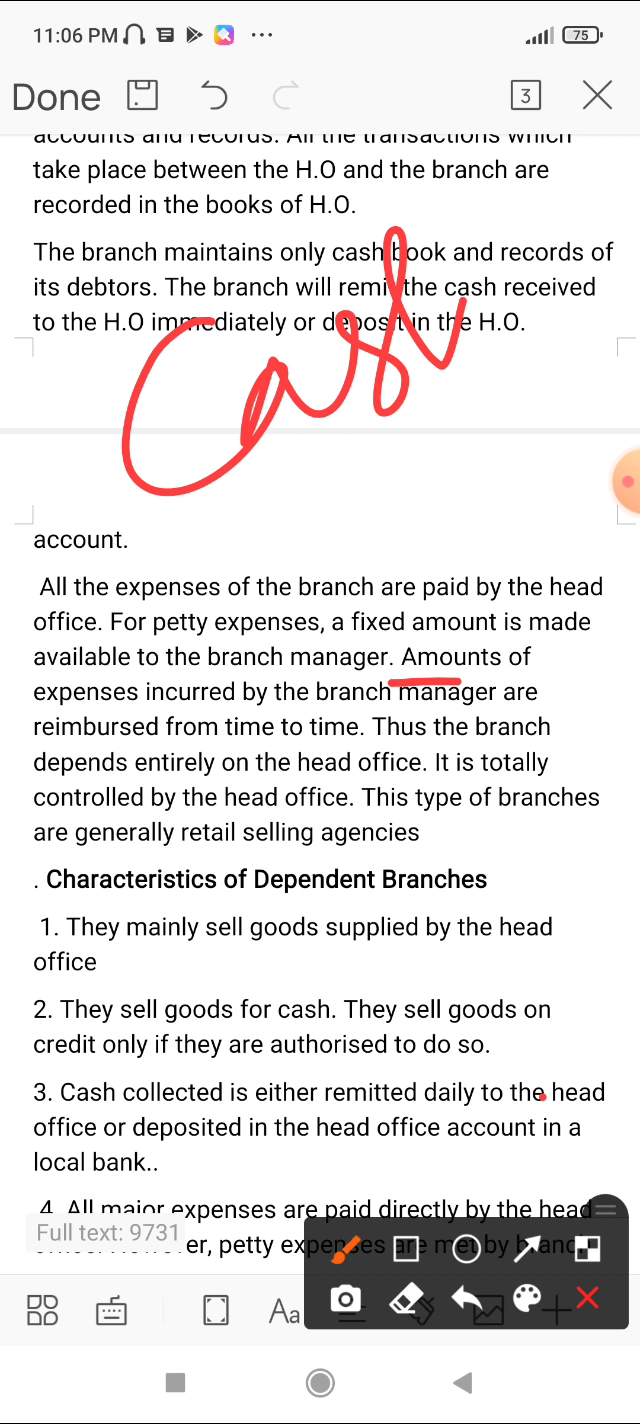 11:06 PM
75
Done
3
accounts and records. All the transactions which
take place between the H.O and the branch are
recorded in the books of H.O.
The branch maintains only cash book and records of
its debtors. The branch will remit the cash received
to the H.O immediately or deposit in the H.O.
Cash
account.
All the expenses of the branch are paid by the head
office. For petty expenses, a fixed amount is made
available to the branch manager. Amounts of
expenses incurred by the branch manager are
reimbursed from time to time. Thus the branch
depends entirely on the head office. It is totally
controlled by the head office. This type of branches
are generally retail selling agencies
. Characteristics of Dependent Branches
1. They mainly sell goods supplied by the head
office
2. They sell goods for cash. They sell goods on
credit only if they are authorised to do so.
3. Cash collected is either remitted daily to the head
office or deposited in the head office account in a
local bank..
4. All major expenses are paid directly by the head
Full text: 9731
er, petty expenses are met by branch
Aa